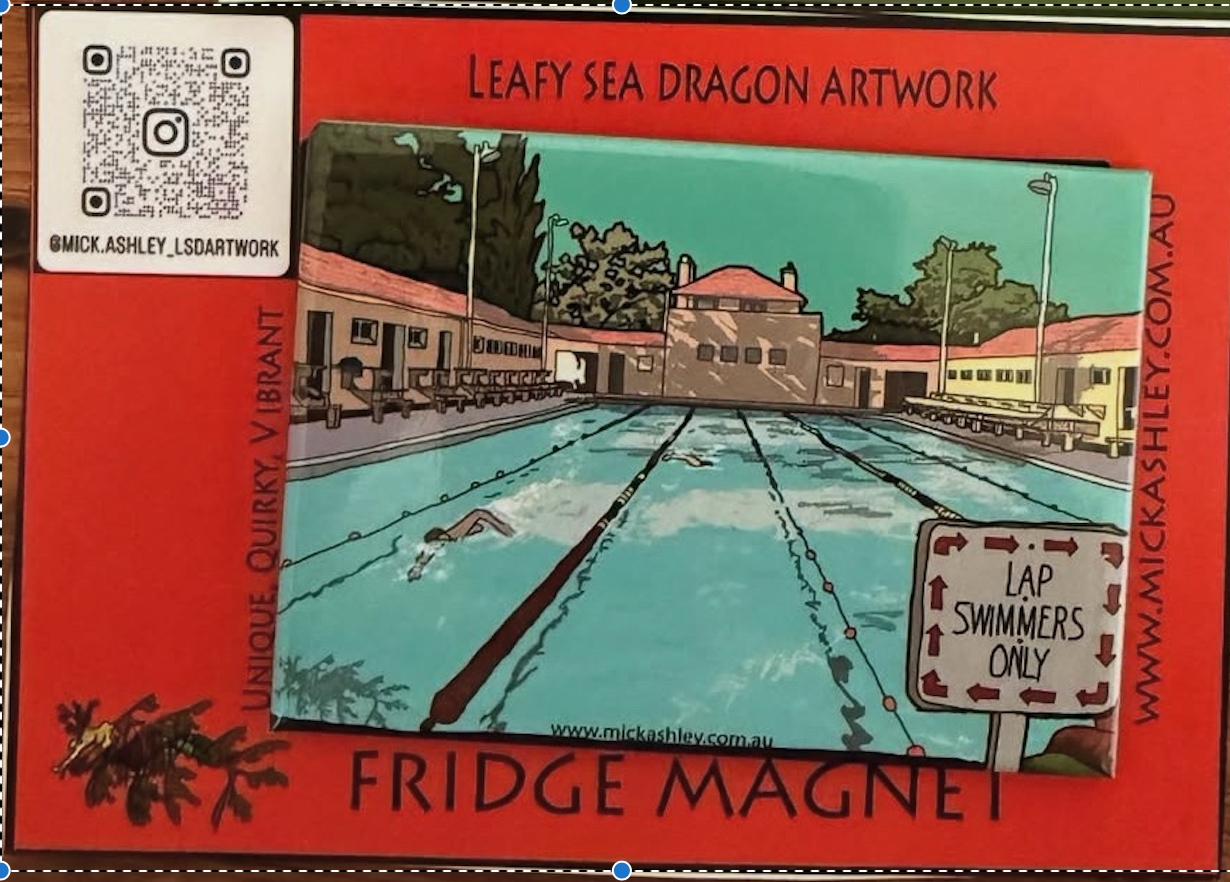 LEAFY SEA DRAGON ARTWORK
@MICK.ASHLEY_LSDARTWORK
UNIQUE, QUIRKY, VIBRANT
WWW.MICKASHLEY.COM.AU
LAP
SWIMMERS
ONLY
www.mickashley.com.au
FRIDGE MAGNET